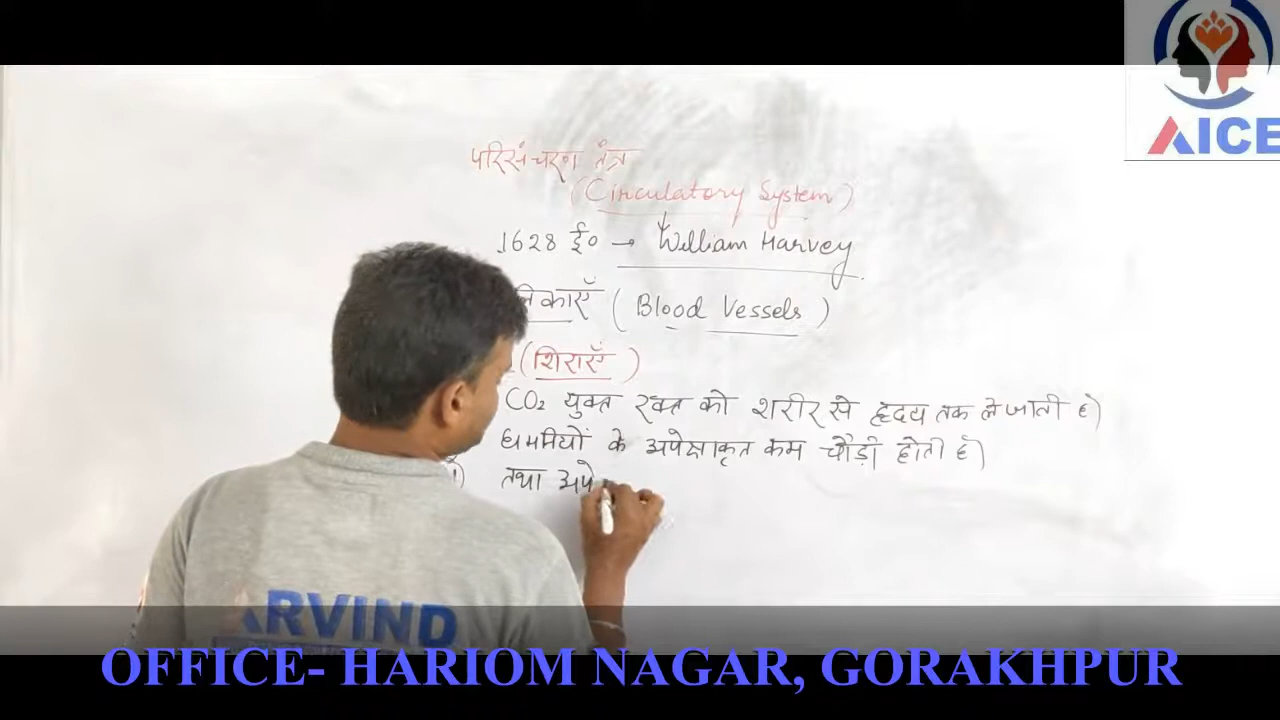 AICE
परिसंचरण तंत्र
(Circulatory System)
1628 ई० → William Harvey
लिकाएँ ( Blood Vessels )
(शिराएँ )
CO₂ युक्त रक्त को शरीर से हृदय तक ले जाती है)
धमनियों के अपेक्षाकृत कम चौड़ी होती है)
तथा अपे
ARVIND
OFFICE- HARIOM NAGAR, GORAKHPUR